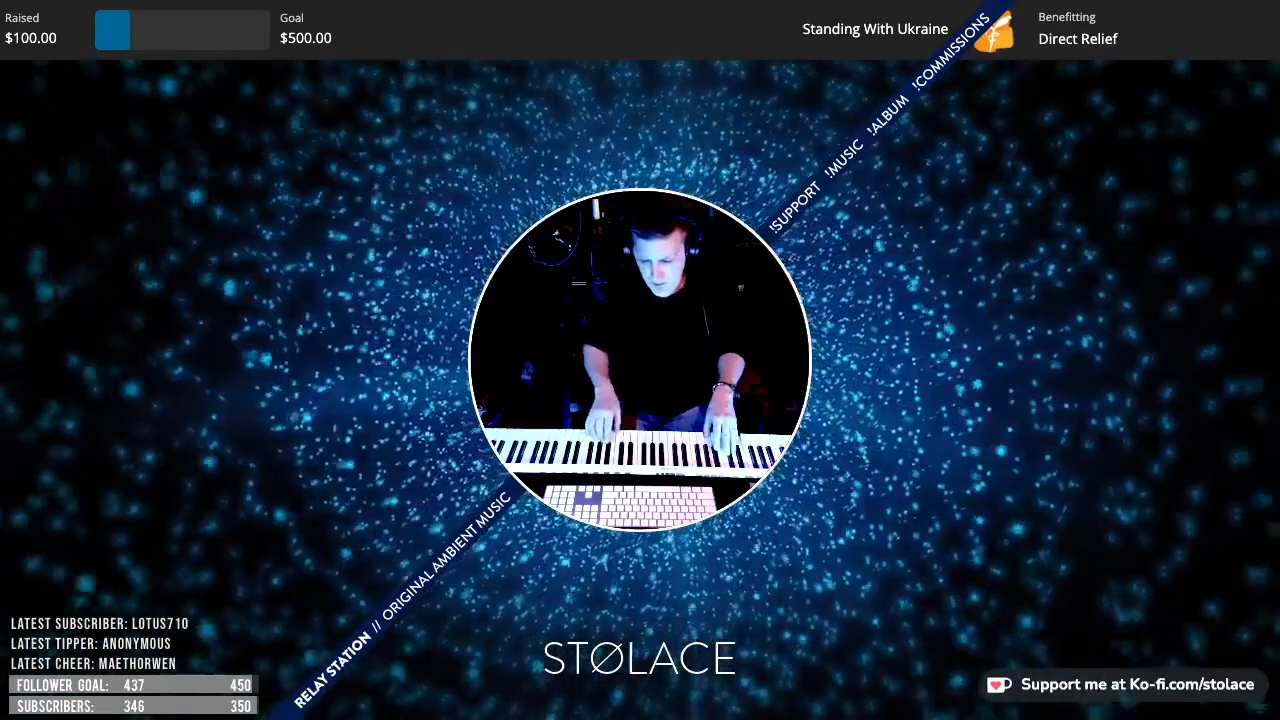 Raised
$100.00
Goal
$500.00
Standing With Ukraine
Benefitting
Direct Relief
!SUPPORT !MUSIC !ALBUM !COMMISSIONS
RELAY STATION // ORIGINAL AMBIENT MUSIC
STØLACE
LATEST SUBSCRIBER: LOTUS710
LATEST TIPPER: ANONYMOUS
LATEST CHEER: MAETHORWEN
FOLLOWER GOAL: 437 450
SUBSCRIBERS: 346 350
Support me at Ko-fi.com/stolace